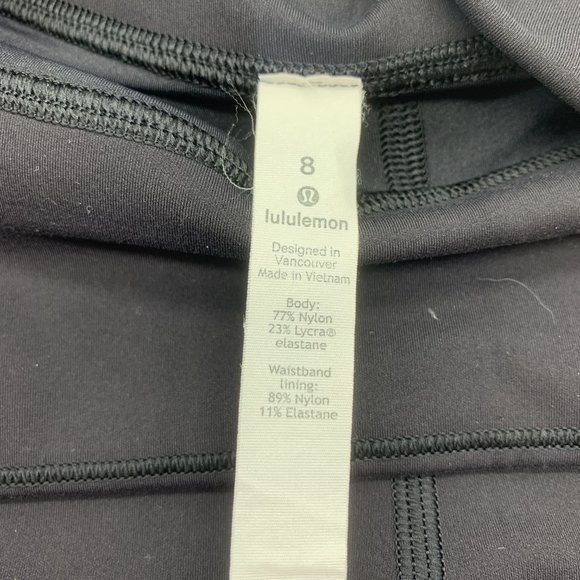 8
lululemon
Designed in
Vancouver
Made in Vietnam
Body:
77% Nylon
23% Lycra®
elastane
Waistband
lining:
89% Nylon
11% Elastane